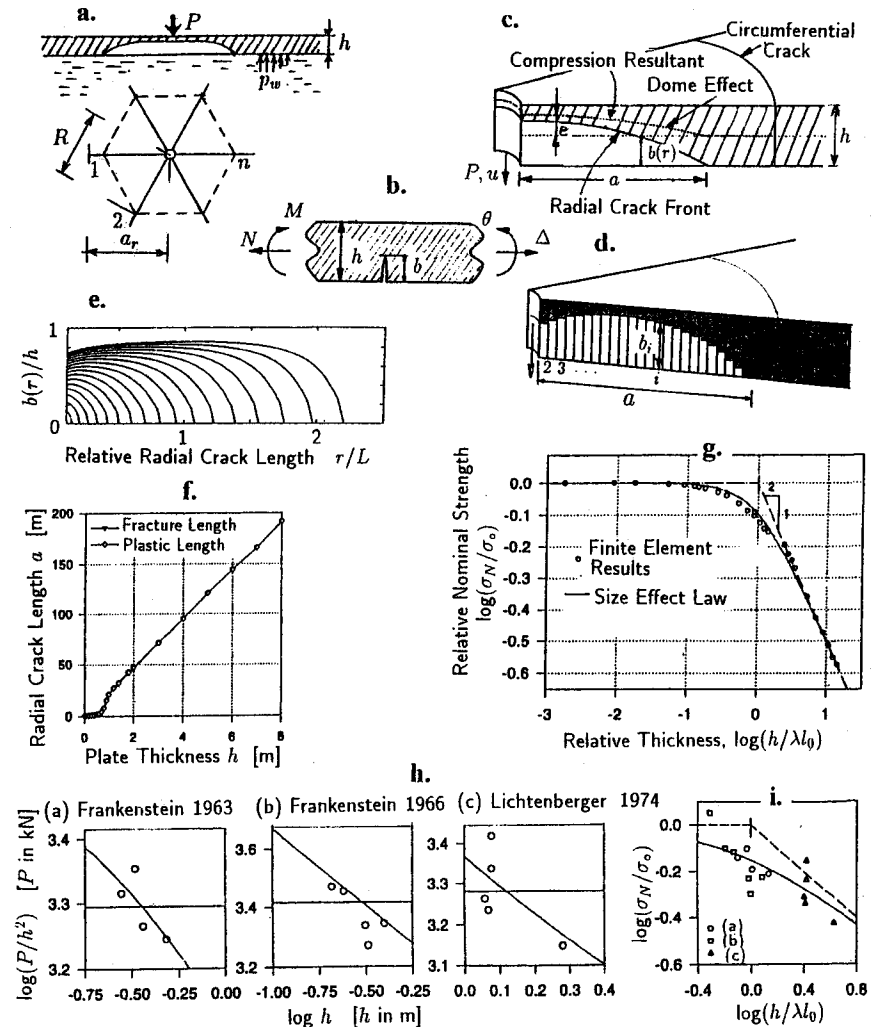 a.
P
h
p_w
R
1
n
2
a_r
b.
M
N
h
b
θ
Δ
c.
Circumferential
Crack
Compression Resultant
Dome Effect
e
b(r)
h
P, u
a
Radial Crack Front
d.
b_i
2 3 . . .
i
a
e.
b(r)/h
1
0
1
2
Relative Radial Crack Length r/L
f.
Radial Crack Length a [m]
200
150
100
50
0
Fracture Length
Plastic Length
0 2 4 6 8
Plate Thickness h [m]
g.
Relative Nominal Strength
log(σ_N/σ_o)
0.0
-0.1
-0.2
-0.3
-0.4
-0.5
-0.6
2
1
Finite Element
Results
Size Effect Law
-3 -2 -1 0 1
Relative Thickness, log(h/λl_0)
h.
(a) Frankenstein 1963
(b) Frankenstein 1966
(c) Lichtenberger 1974
log(P/h²) [P in kN]
3.4
3.3
3.2
-0.75 -0.50 -0.25 0.00
3.6
3.4
3.2
-1.00 -0.75 -0.50 -0.25
3.4
3.3
3.2
3.1
0.0 0.1 0.2 0.3 0.4
log h [h in m]
i.
log(σ_N/σ_o)
0.0
-0.2
-0.6
(a)
(b)
(c)
-0.4 0.0 0.4 0.8
log(h/λl_0)